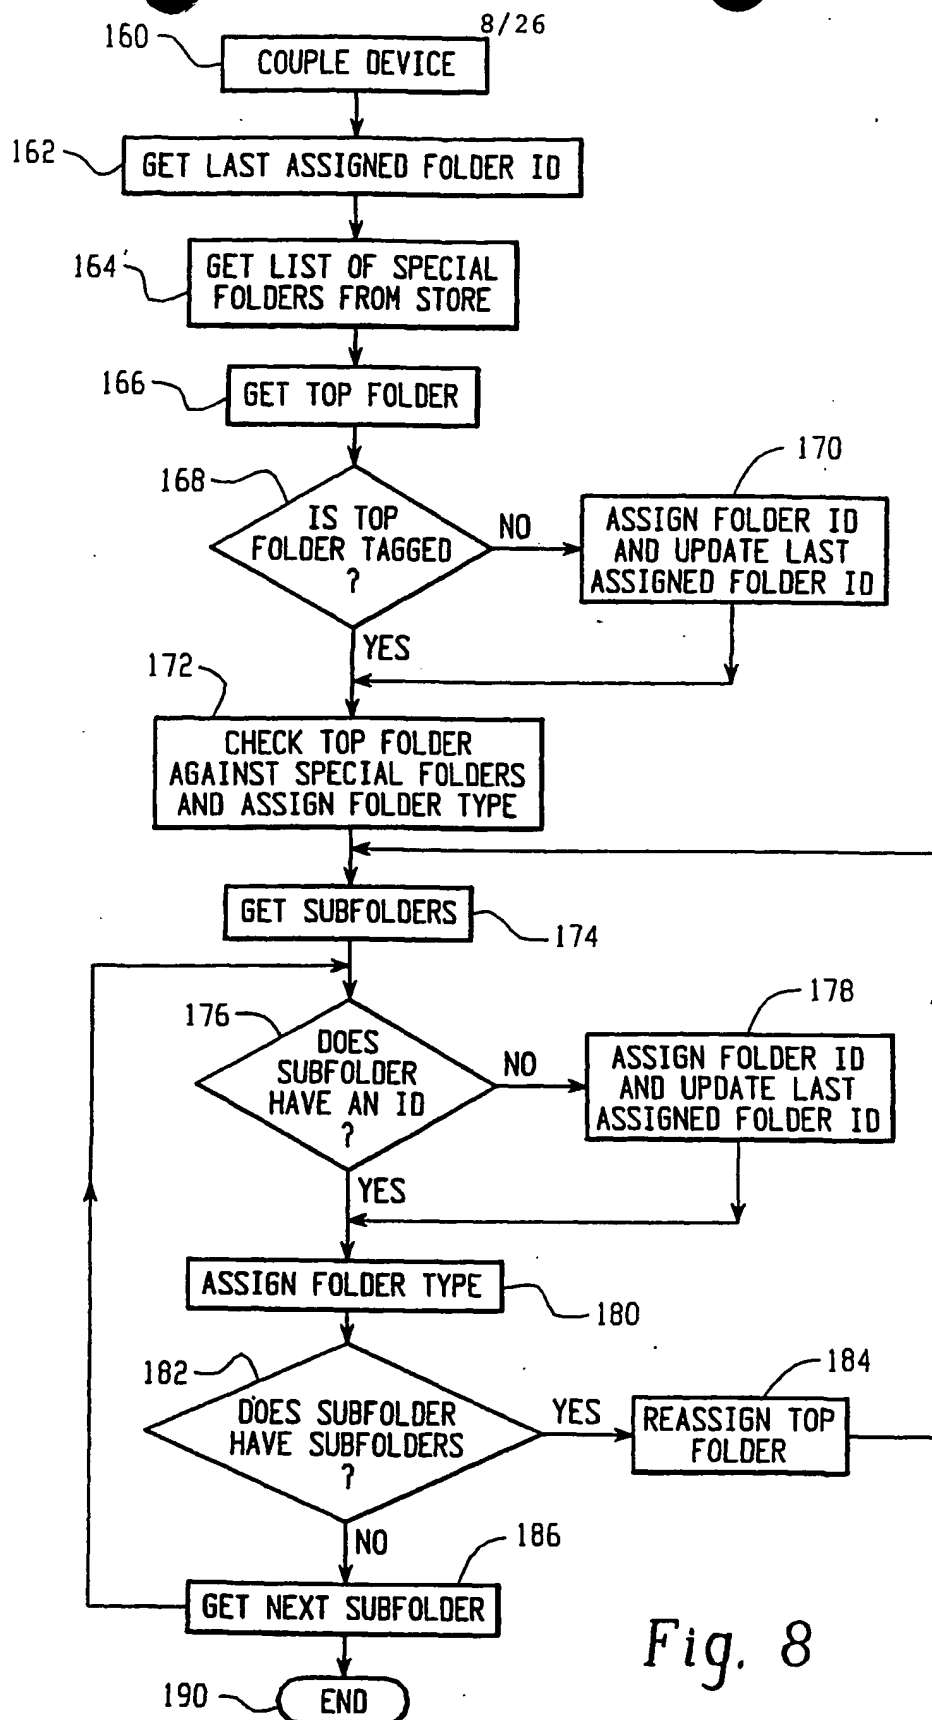 8/26
160
COUPLE DEVICE
162
GET LAST ASSIGNED FOLDER ID
164
GET LIST OF SPECIAL
FOLDERS FROM STORE
166
GET TOP FOLDER
168
IS TOP
FOLDER TAGGED
?
NO
170
ASSIGN FOLDER ID
AND UPDATE LAST
ASSIGNED FOLDER ID
YES
172
CHECK TOP FOLDER
AGAINST SPECIAL FOLDERS
AND ASSIGN FOLDER TYPE
GET SUBFOLDERS
174
176
DOES
SUBFOLDER
HAVE AN ID
?
NO
178
ASSIGN FOLDER ID
AND UPDATE LAST
ASSIGNED FOLDER ID
YES
ASSIGN FOLDER TYPE
180
182
DOES SUBFOLDER
HAVE SUBFOLDERS
?
YES
184
REASSIGN TOP
FOLDER
NO
186
GET NEXT SUBFOLDER
190
END
Fig. 8